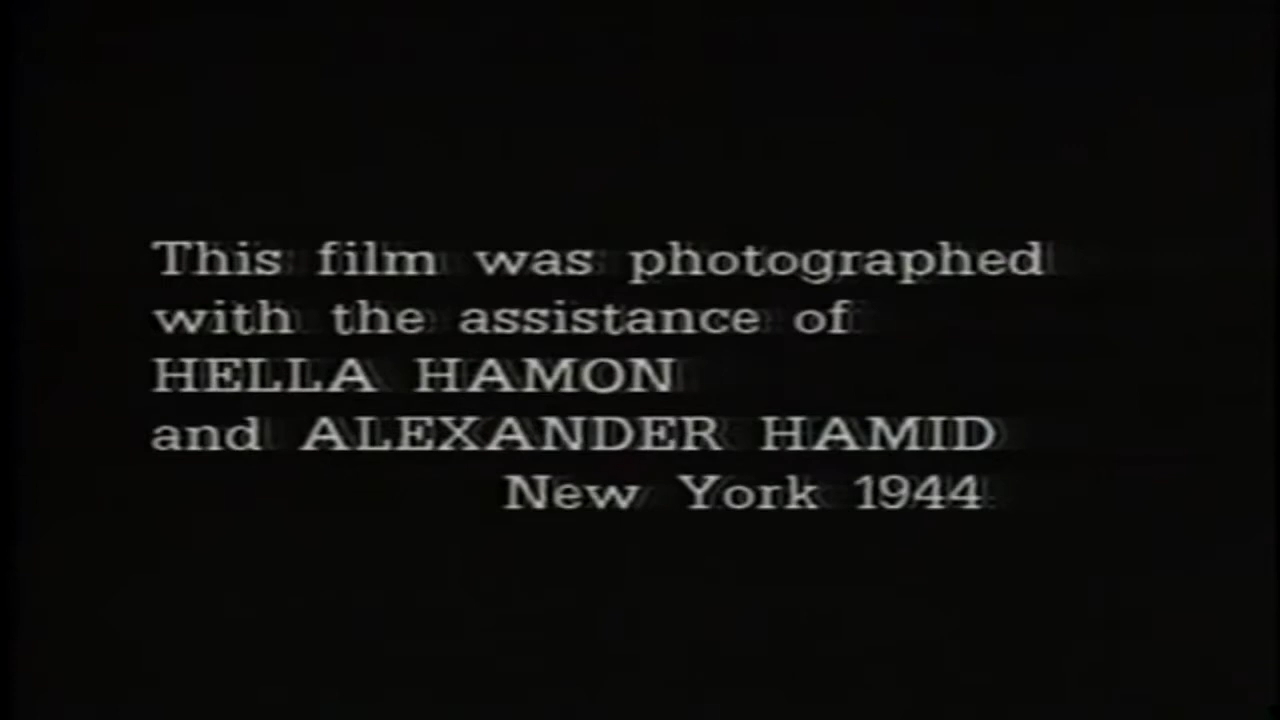 This film was photographed
with the assistance of
HELLA HAMON
and ALEXANDER HAMID
New York 1944